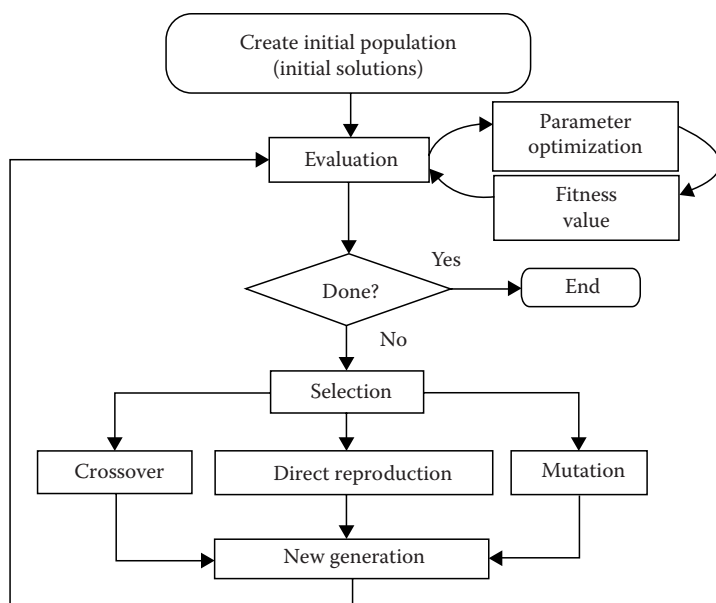 Create initial population
(initial solutions)
Evaluation
Parameter
optimization
Fitness
value
Yes
Done?
End
No
Selection
Crossover
Direct reproduction
Mutation
New generation